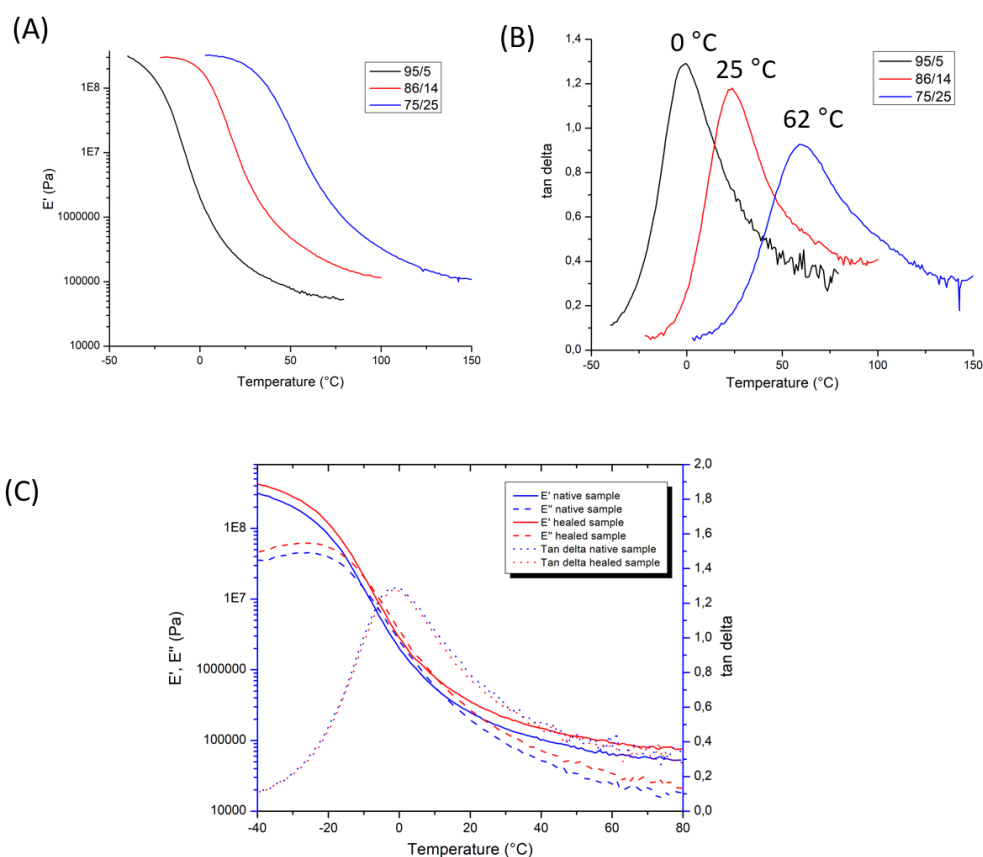 (A)
95/5
86/14
75/25
1E8
1E7
1000000
100000
10000
E' (Pa)
-50
0
50
100
150
Temperature (°C)
(B)
0 °C
25 °C
62 °C
95/5
86/14
75/25
1,4
1,2
1,0
0,8
0,6
0,4
0,2
0,0
tan delta
-50
0
50
100
150
Temperature (°C)
(C)
E' native sample
E'' native sample
E' healed sample
E'' healed sample
Tan delta native sample
Tan delta healed sample
1E8
1E7
1000000
100000
10000
E', E'' (Pa)
2,0
1,8
1,6
1,4
1,2
1,0
0,8
0,6
0,4
0,2
0,0
tan delta
-40
-20
0
20
40
60
80
Temperature (°C)